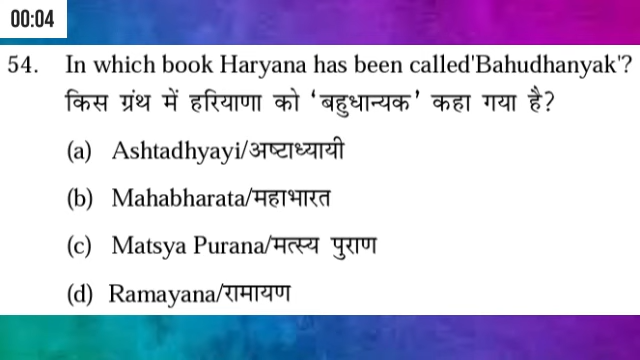 00:04
54. In which book Haryana has been called'Bahudhanyak'?
किस ग्रंथ में हरियाणा को ‘बहुधान्यक’ कहा गया है?
(a) Ashtadhyayi/अष्टाध्यायी
(b) Mahabharata/महाभारत
(c) Matsya Purana/मत्स्य पुराण
(d) Ramayana/रामायण